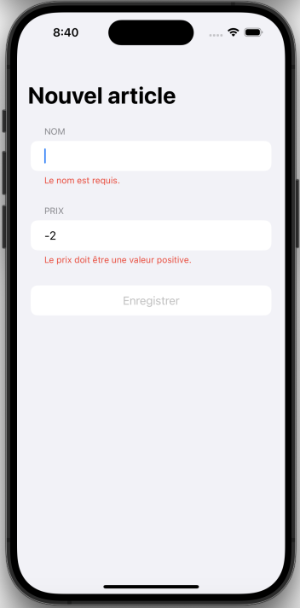 8:40
Nouvel article
NOM
Le nom est requis.
PRIX
-2
Le prix doit être une valeur positive.
Enregistrer